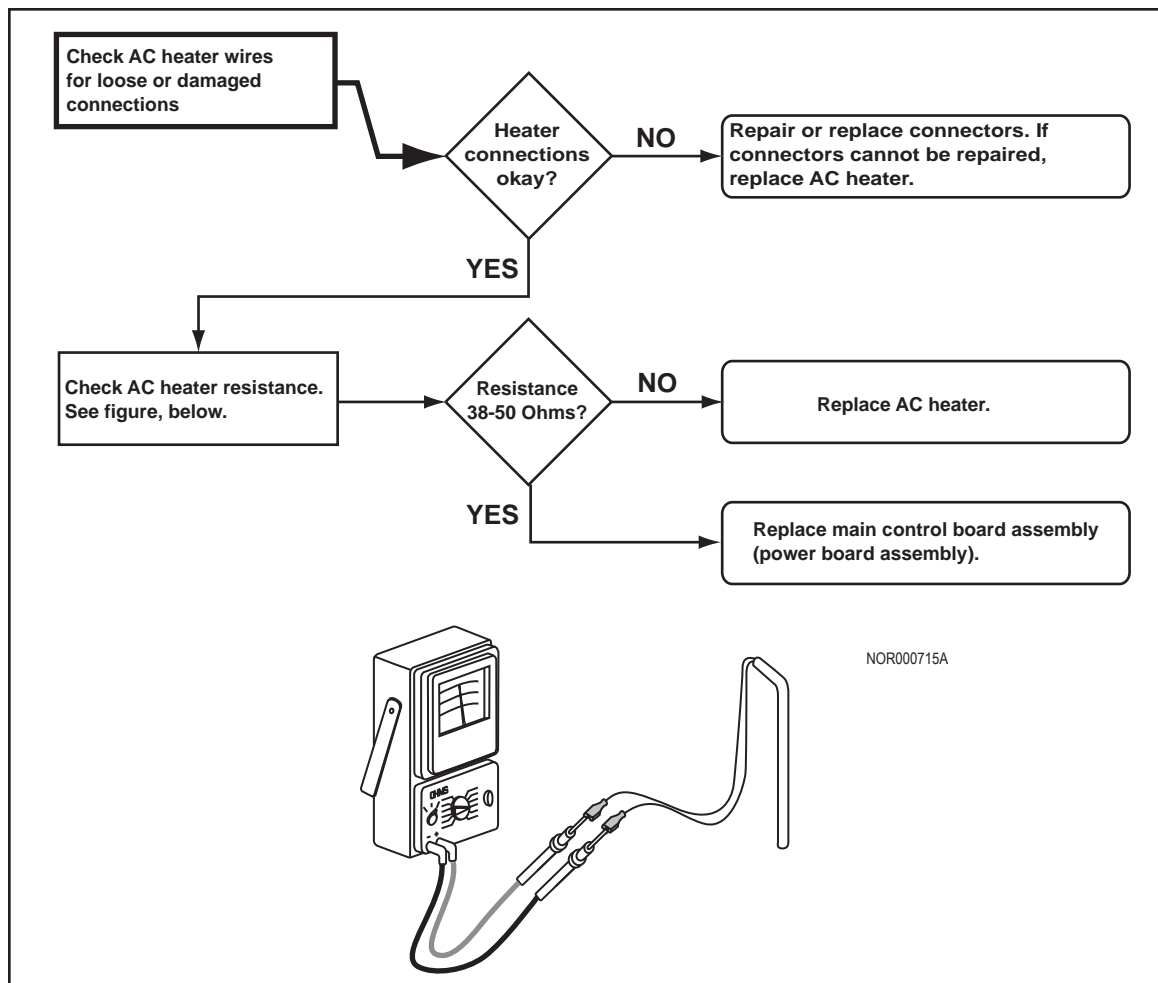 Check AC heater wires
for loose or damaged
connections
Heater
connections
okay?
NO
Repair or replace connectors. If
connectors cannot be repaired,
replace AC heater.
YES
Check AC heater resistance.
See figure, below.
Resistance
38-50 Ohms?
NO
Replace AC heater.
YES
Replace main control board assembly
(power board assembly).
NOR000715A
OHMS
- +